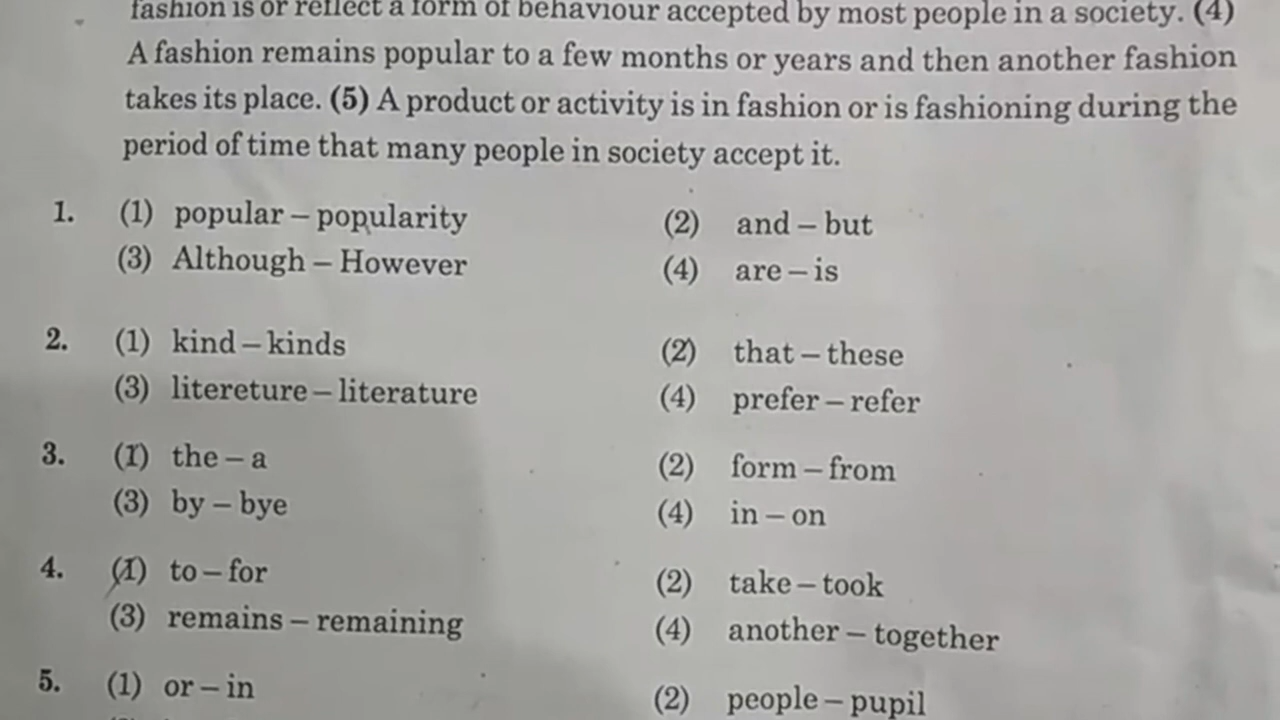 fashion is or reflect a form of behaviour accepted by most people in a society. (4)
A fashion remains popular to a few months or years and then another fashion
takes its place. (5) A product or activity is in fashion or is fashioning during the
period of time that many people in society accept it.
1. (1) popular – popularity (2) and – but
(3) Although – However (4) are – is
2. (1) kind – kinds (2) that – these
(3) litereture – literature (4) prefer – refer
3. (1) the – a (2) form – from
(3) by – bye (4) in – on
4. (1) to – for (2) take – took
(3) remains – remaining (4) another – together
5. (1) or – in (2) people – pupil